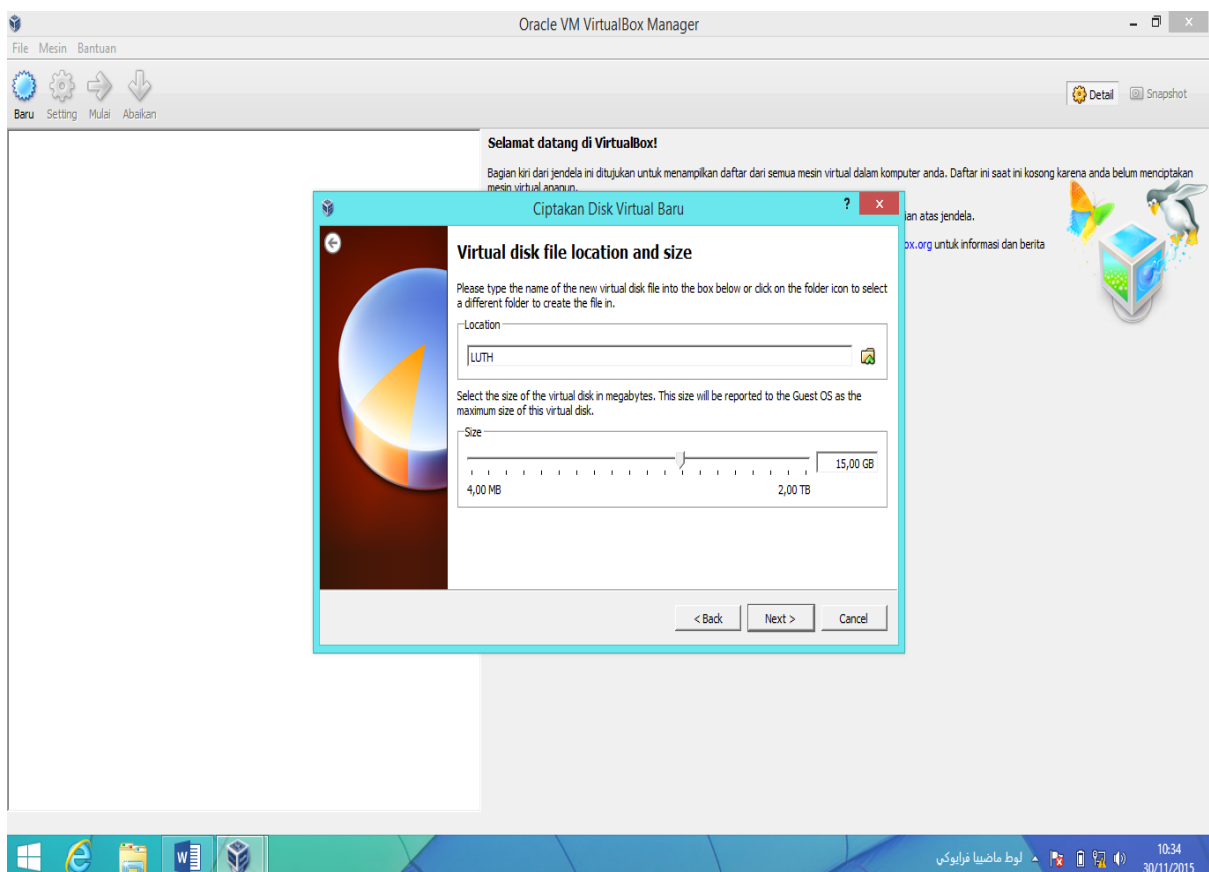 Oracle VM VirtualBox Manager
File Mesin Bantuan
Baru Setting Mulai Abaikan
Detail Snapshot
Selamat datang di VirtualBox!
Bagian kiri dari jendela ini ditujukan untuk menampilkan daftar dari semua mesin virtual dalam komputer anda. Daftar ini saat ini kosong karena anda belum menciptakan
mesin virtual apapun.
ian atas jendela.
ox.org untuk informasi dan berita
Ciptakan Disk Virtual Baru
Virtual disk file location and size
Please type the name of the new virtual disk file into the box below or click on the folder icon to select
a different folder to create the file in.
Location
LUTH
Select the size of the virtual disk in megabytes. This size will be reported to the Guest OS as the
maximum size of this virtual disk.
Size
15,00 GB
4,00 MB 2,00 TB
< Back Next > Cancel
لوط ماضييا فرايوكي
10:34
30/11/2015